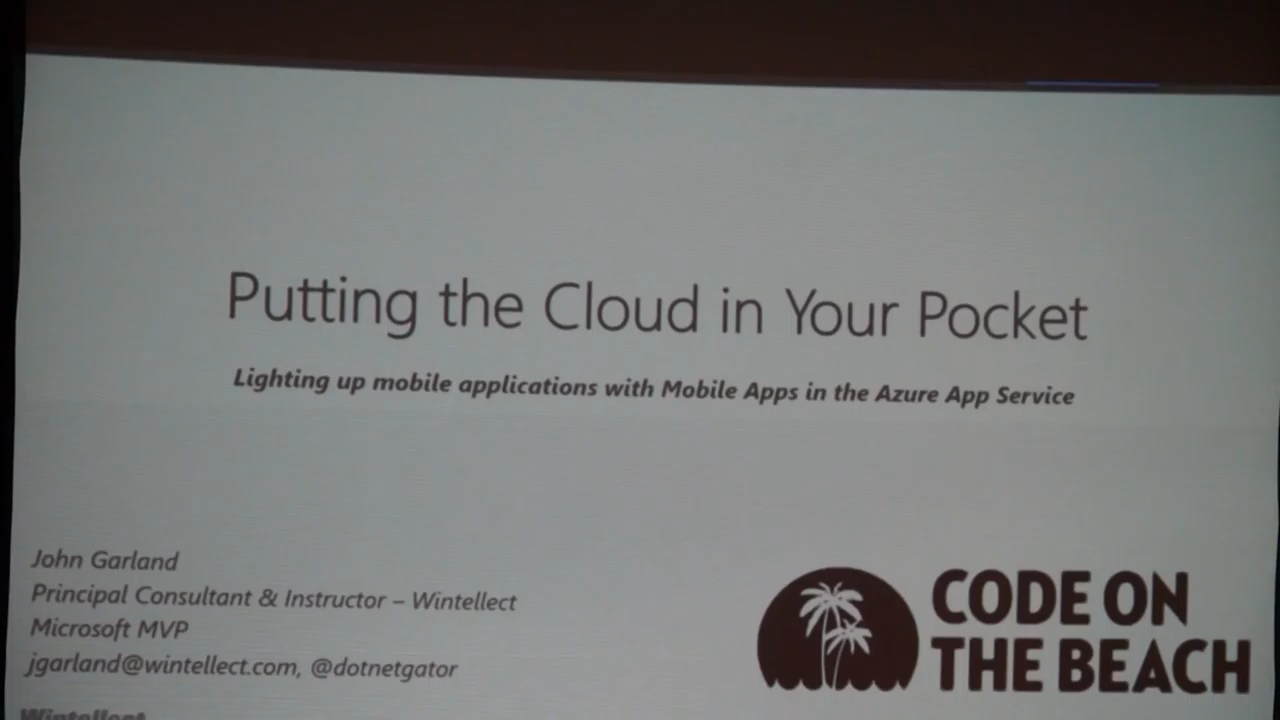 Putting the Cloud in Your Pocket
Lighting up mobile applications with Mobile Apps in the Azure App Service
John Garland
Principal Consultant & Instructor – Wintellect
Microsoft MVP
jgarland@wintellect.com, @dotnetgator
Wintellect
CODE ON
THE BEACH